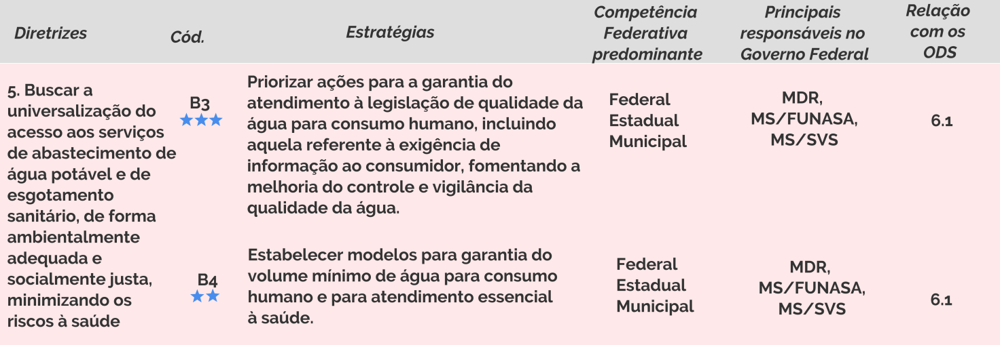 Diretrizes
Cód.
Estratégias
Competência
Federativa
predominante
Principais
responsáveis no
Governo Federal
Relação
com os
ODS
5. Buscar a
universialização do
acesso aos serviços
de abastecimento de
água potável e de
esgotamento
sanitário, de forma
ambientalmente
adequada e
socialmente justa,
minimizando os
riscos à saúde
B3
Priorizar ações para a garantia do
atendimento à legislação de qualidade da
água para consumo humano, incluindo
aquela referente à exigência de
informação ao consumidor, fomentando a
melhoria do controle e vigilância da
qualidade da água.
Federal
Estadual
Municipal
MDR,
MS/FUNASA,
MS/SVS
6.1
B4
Estabelecer modelos para garantia do
volume mínimo de água para consumo
humano e para atendimento essencial
à saúde.
Federal
Estadual
Municipal
MDR,
MS/FUNASA,
MS/SVS
6.1